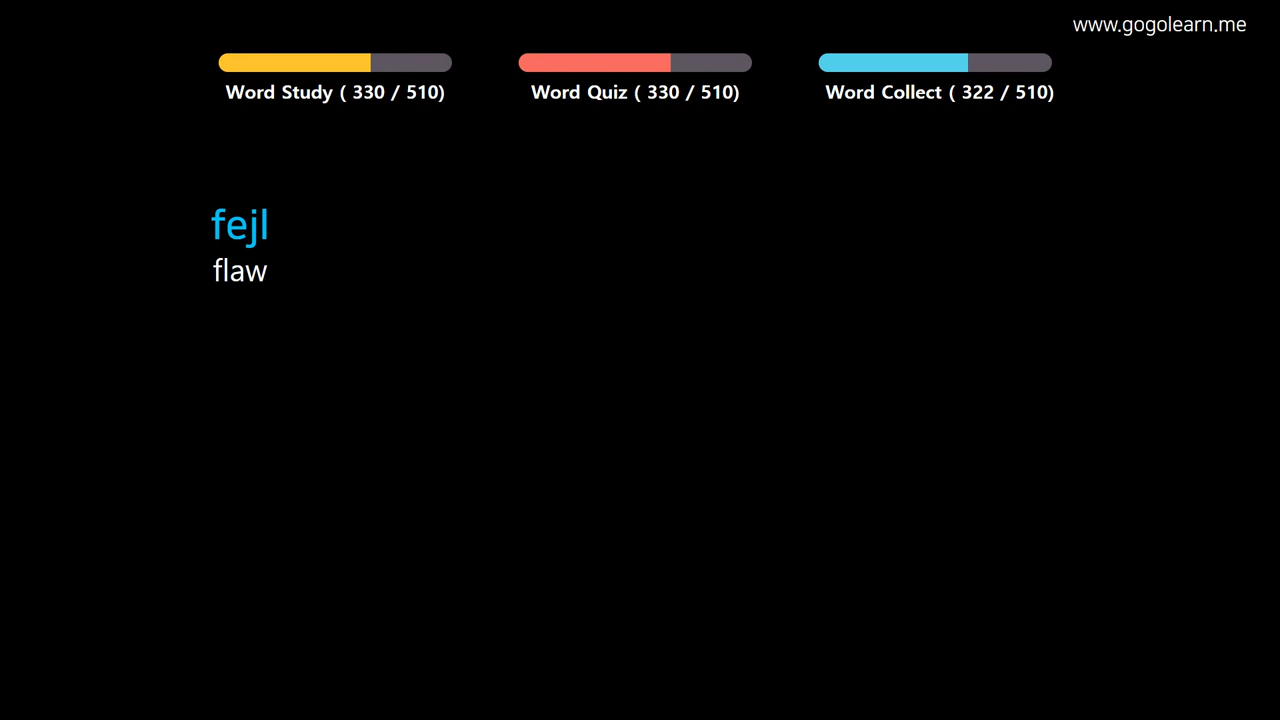 www.gogolearn.me
Word Study ( 330 / 510)
Word Quiz ( 330 / 510)
Word Collect ( 322 / 510)
fejl
flaw